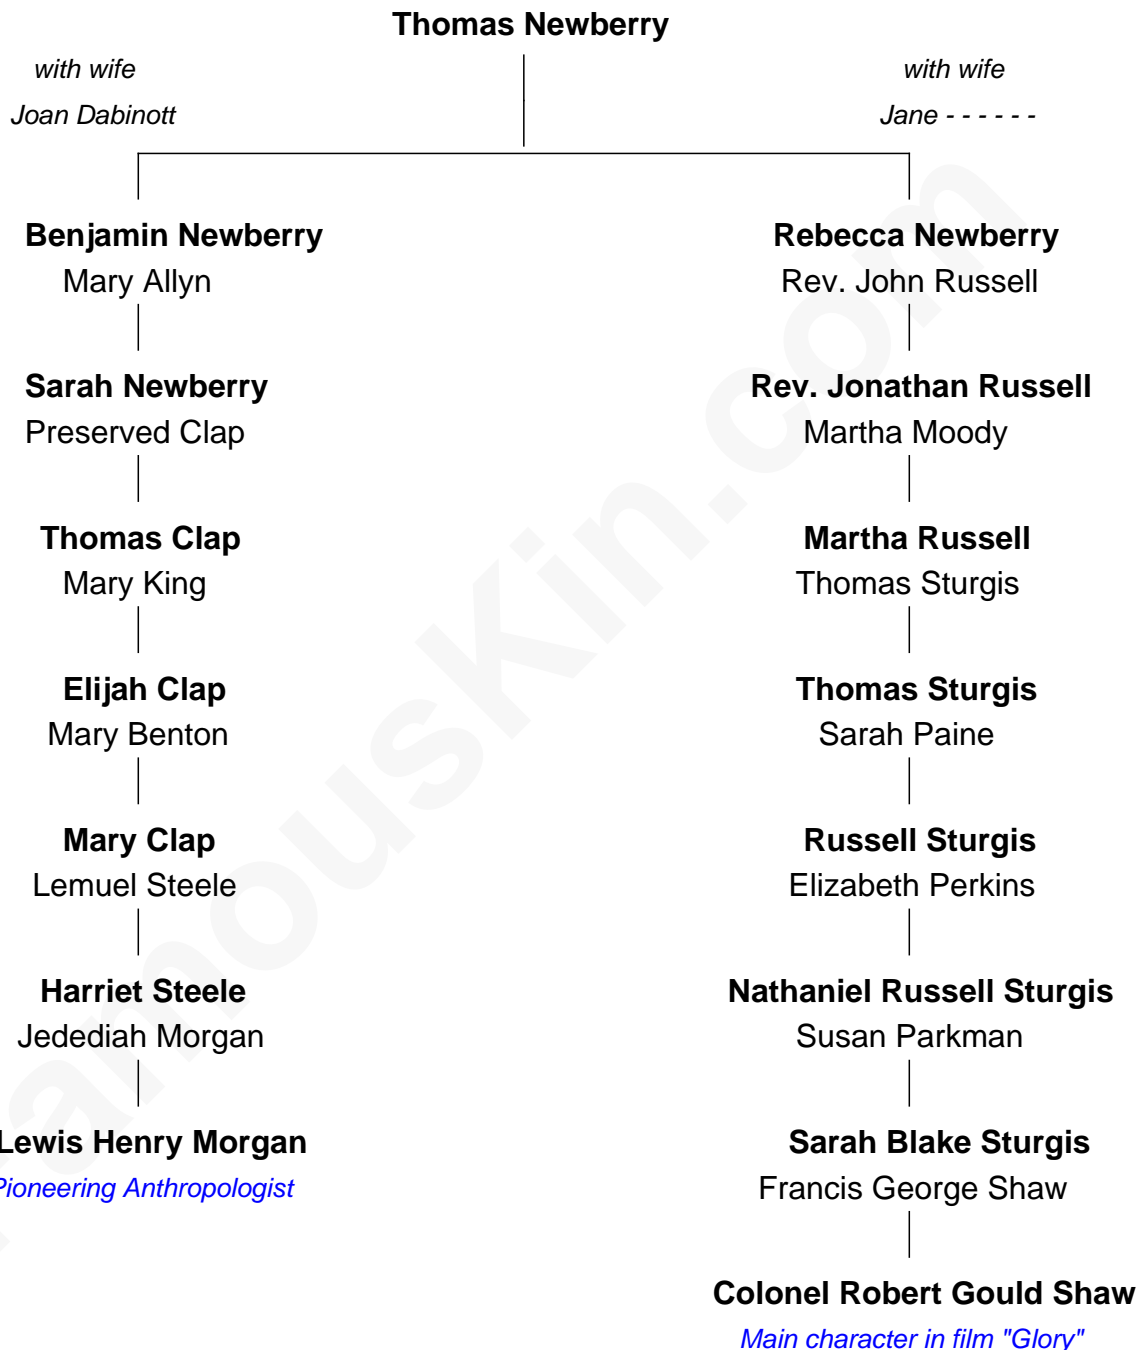 Thomas Newberry
with wife
Joan Dabinott
with wife
Jane - - - - - -
Benjamin Newberry
Mary Allyn
Rebecca Newberry
Rev. John Russell
Sarah Newberry
Preserved Clap
Rev. Jonathan Russell
Martha Moody
Thomas Clap
Mary King
Martha Russell
Thomas Sturgis
Elijah Clap
Mary Benton
Thomas Sturgis
Sarah Paine
Mary Clap
Lemuel Steele
Russell Sturgis
Elizabeth Perkins
Harriet Steele
Jedediah Morgan
Nathaniel Russell Sturgis
Susan Parkman
Lewis Henry Morgan
Pioneering Anthropologist
Sarah Blake Sturgis
Francis George Shaw
Colonel Robert Gould Shaw
Main character in film "Glory"
FamousKin.com